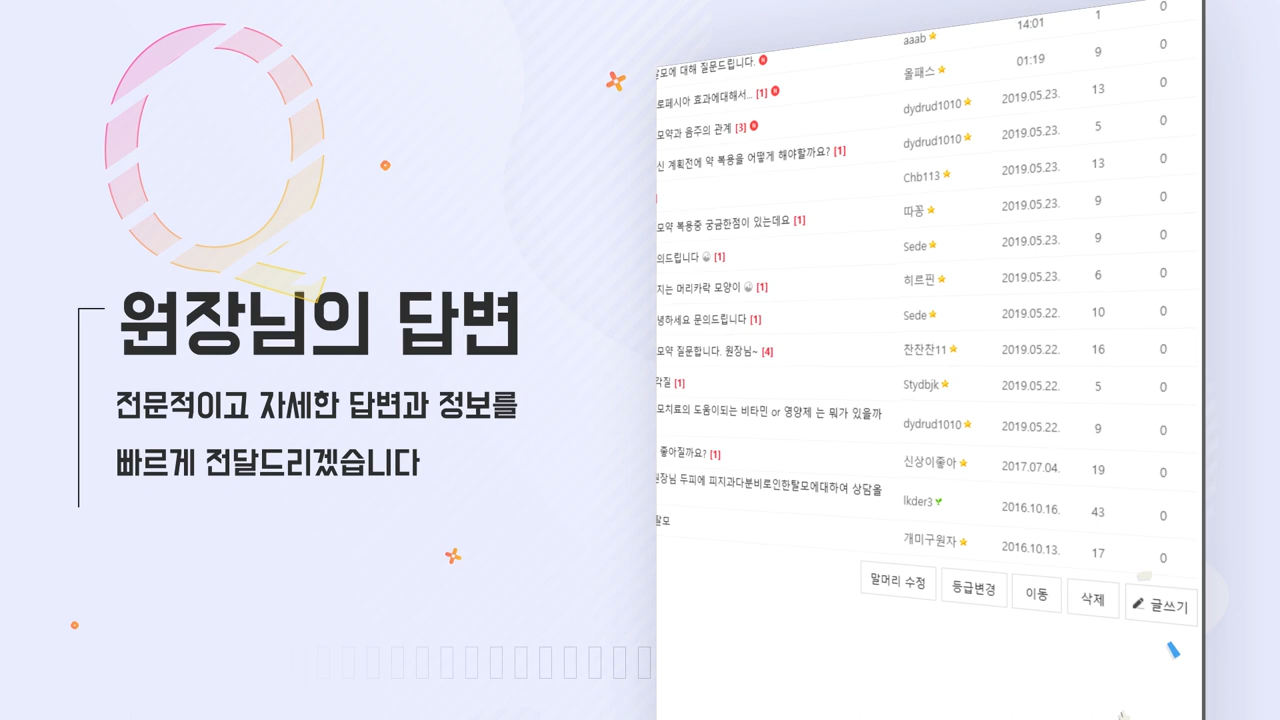 Q
원장님의 답변
전문적이고 자세한 답변과 정보를
빠르게 전달드리겠습니다
탈모에 대해 질문드립니다. aaab 14:01 1 0
로페시아 효과에대해서... [1] 올패스 01:19 9 0
모약과 음주의 관계 [3] dydrud1010 2019.05.23. 13 0
신 계획전에 약 복용을 어떻게 해야할까요? [1] dydrud1010 2019.05.23. 5 0
Chb113 2019.05.23. 13 0
모약 복용중 궁금한점이 있는데요 [1] 따꽁 2019.05.23. 9 0
의드립니다 [1] Sede 2019.05.23. 9 0
지는 머리카락 모양이 [1] 히르핀 2019.05.23. 6 0
녕하세요 문의드립니다 [1] Sede 2019.05.22. 10 0
모약 질문합니다. 원장님~ [4] 잔잔잔11 2019.05.22. 16 0
각질 [1] Stydbjk 2019.05.22. 5 0
모치료의 도움이되는 비타민 or 영양제 는 뭐가 있을까 dydrud1010 2019.05.22. 9 0
좋아질까요? [1] 신상이좋아 2017.07.04. 19 0
원장님 두피에 피지과다분비로인한탈모에대하여 상담을 lkder3 2016.10.16. 43 0
탈모 개미구원자 2016.10.13. 17 0
말머리 수정 등급변경 이동 삭제 글쓰기